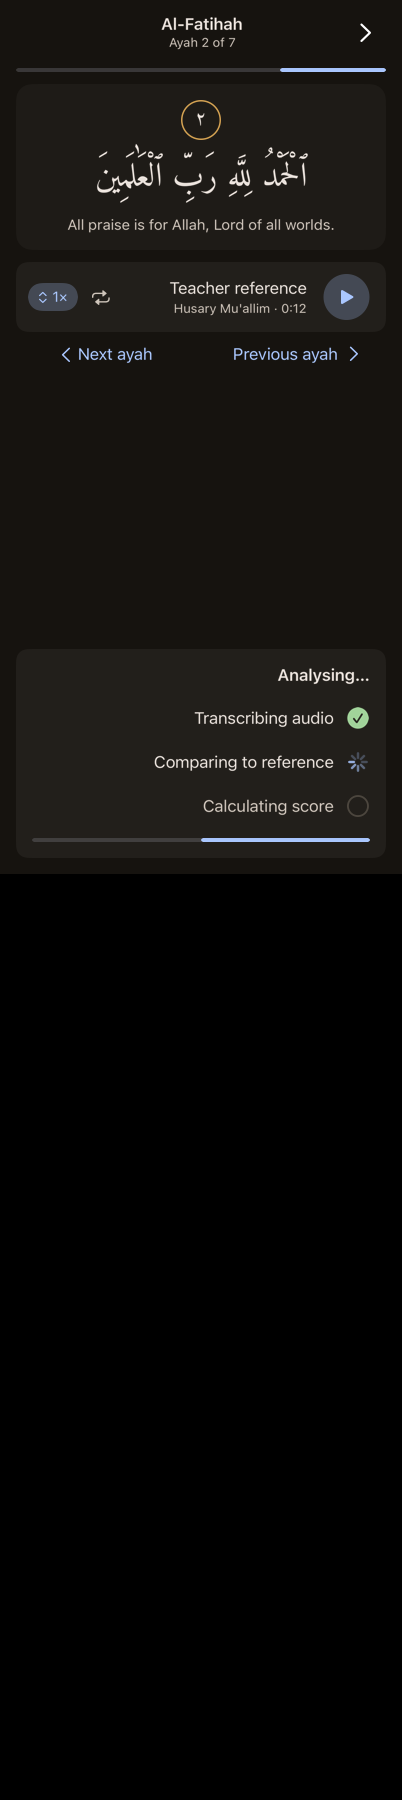 Al-Fatihah
Ayah 2 of 7
٢
ٱلْحَمْدُ لِلَّهِ رَبِّ ٱلْعَٰلَمِينَ
All praise is for Allah, Lord of all worlds.
Teacher reference
Husary Mu'allim · 0:12
1×
Previous ayah
Next ayah
Analysing...
Transcribing audio
Comparing to reference
Calculating score